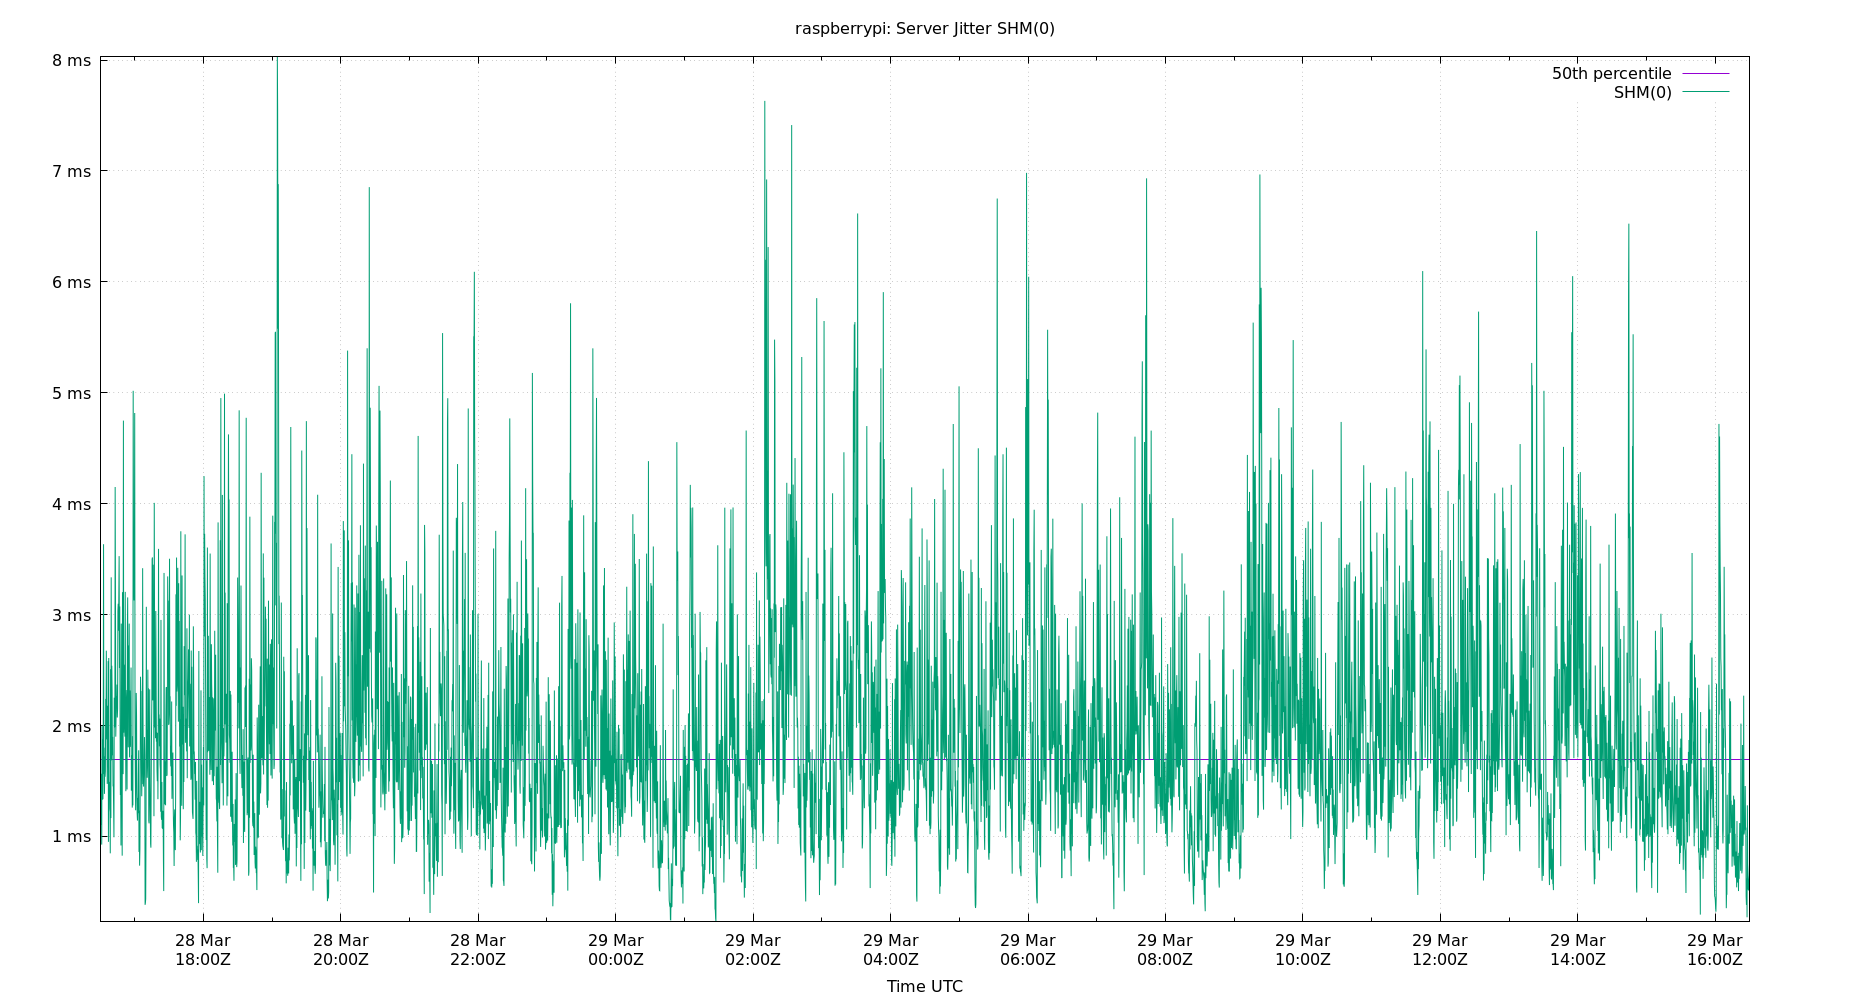 raspberrypi: Server Jitter SHM(0)
50th percentile
SHM(0)
8 ms
7 ms
6 ms
5 ms
4 ms
3 ms
2 ms
1 ms
28 Mar 28 Mar 28 Mar 29 Mar 29 Mar 29 Mar 29 Mar 29 Mar 29 Mar 29 Mar 29 Mar 29 Mar
18:00Z 20:00Z 22:00Z 00:00Z 02:00Z 04:00Z 06:00Z 08:00Z 10:00Z 12:00Z 14:00Z 16:00Z
Time UTC